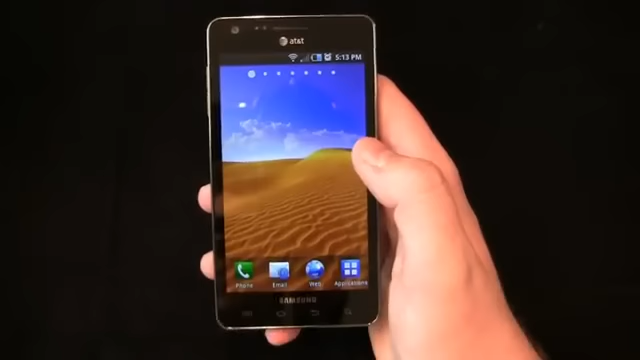 at&t
5:13 PM
Phone
Email
Web
Applications
SAMSUNG